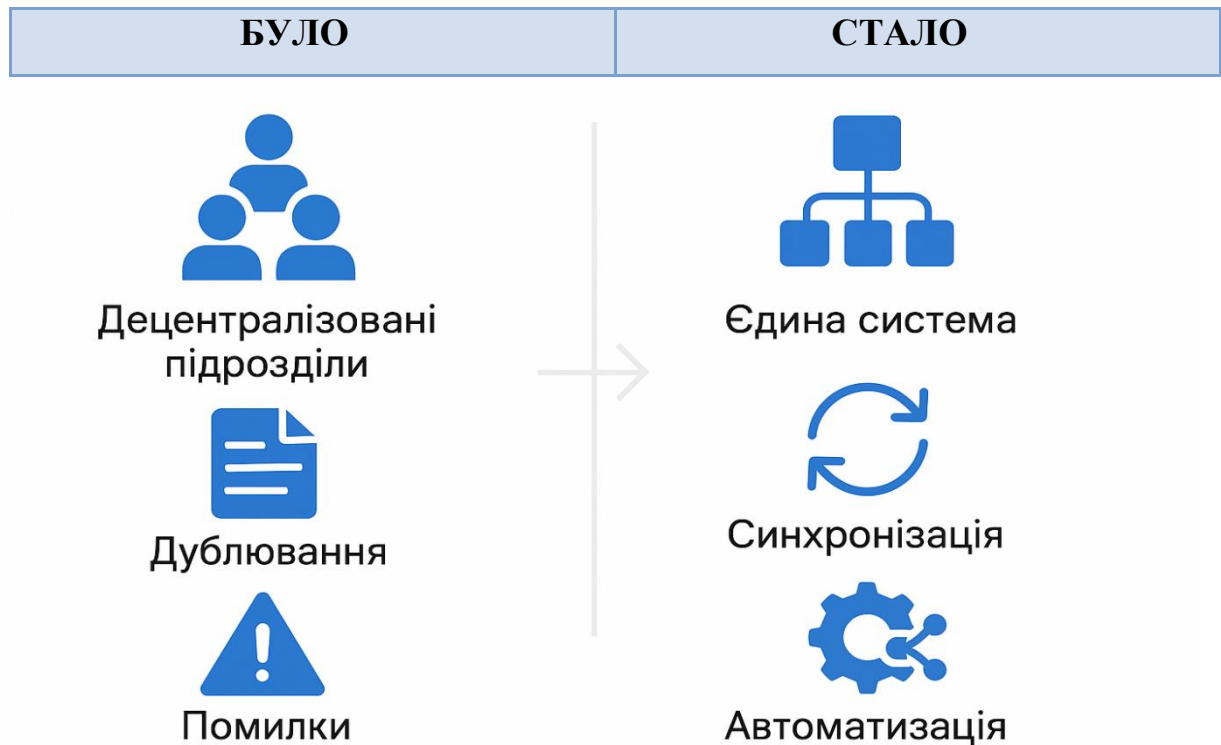 БУЛО
СТАЛО
Децентралізовані
підрозділи
Єдина система
Дублювання
Синхронізація
Помилки
Автоматизація